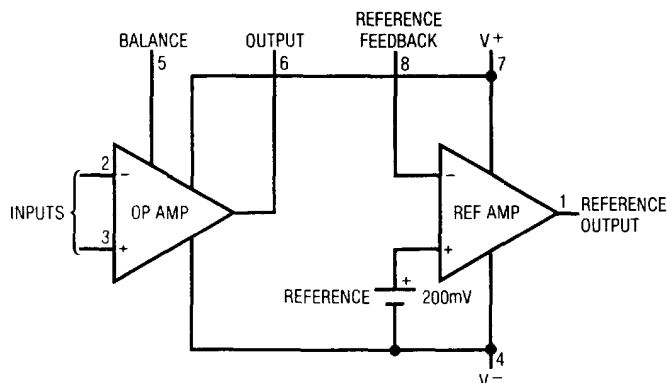 BALANCE
5
OUTPUT
6
REFERENCE
FEEDBACK
8
V+
7
2
−
INPUTS
OP AMP
3
+
−
REF AMP
+
1
REFERENCE
OUTPUT
+
REFERENCE
200mV
4
V−